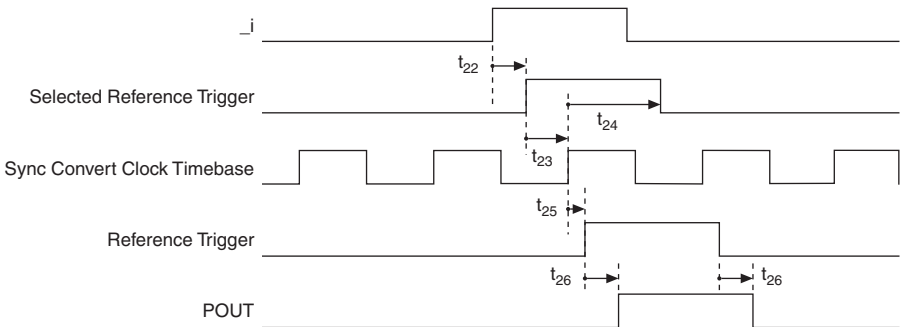 _i
t22
Selected Reference Trigger
t24
t23
Sync Convert Clock Timebase
t25
Reference Trigger
t26
t26
POUT